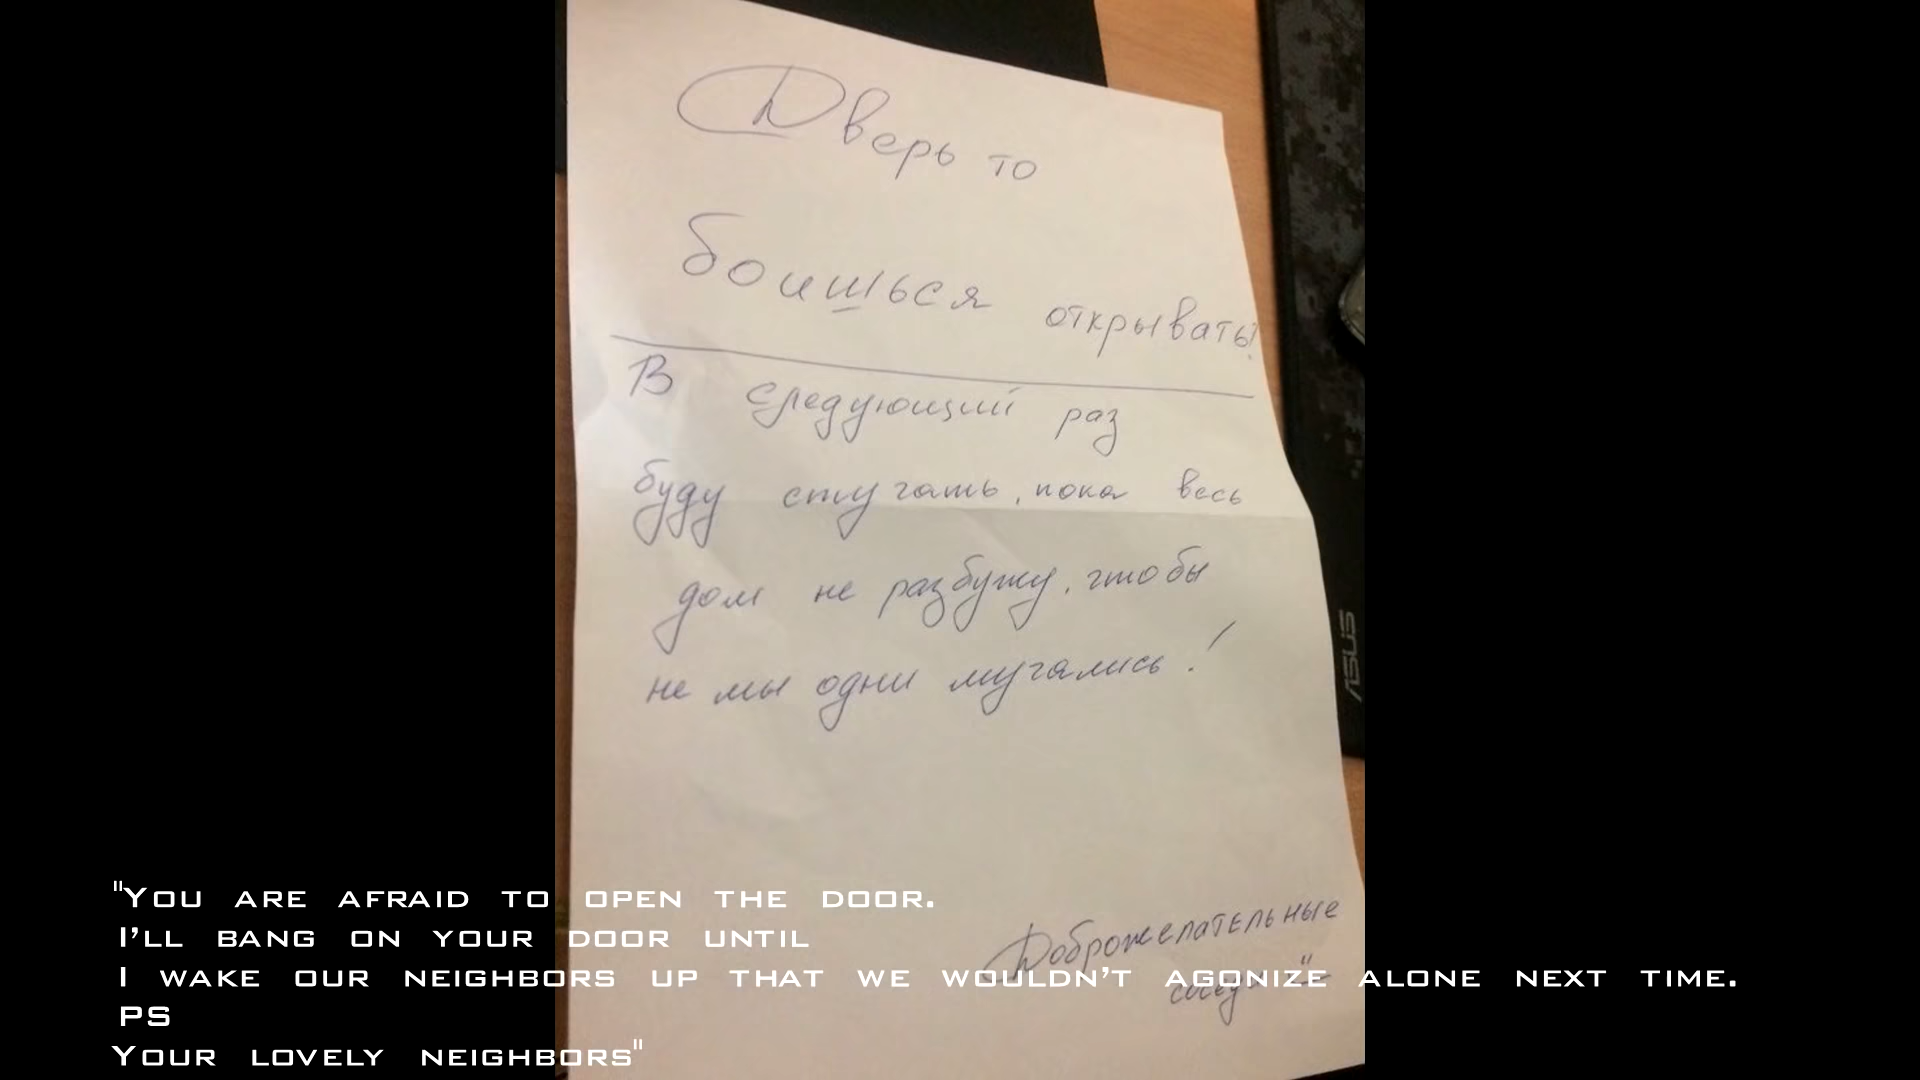 Дверь то
боишься открывать!
В следующий раз
буду стучать, пока весь
дом не разбужу, чтобы
не мы одни мучались!
Доброжелательные
соседи"
ASUS
"You are afraid to open the door.
I'll bang on your door until
I wake our neighbors up that we wouldn't agonize alone next time.
PS
Your lovely neighbors"